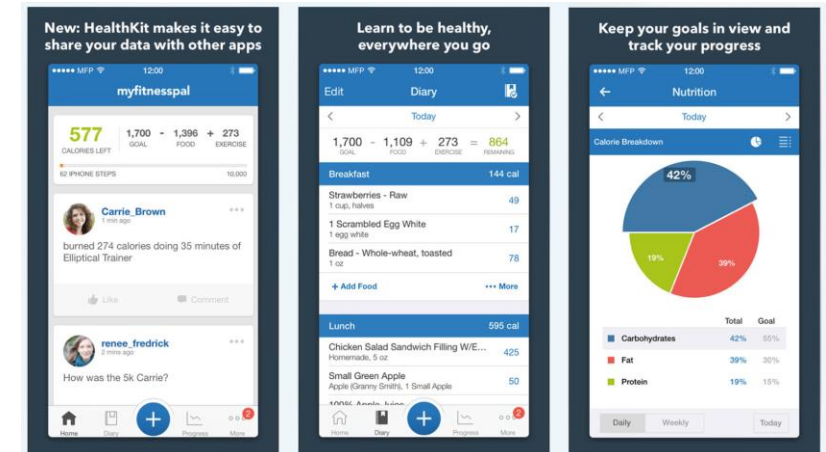 New: HealthKit makes it easy to
share your data with other apps
MFP 12:00
myfitnesspal
577
CALORIES LEFT
1,700 - 1,396 + 273
GOAL FOOD EXERCISE
62 IPHONE STEPS 10,000
Carrie_Brown
1 min ago
burned 274 calories doing 35 minutes of
Elliptical Trainer
Like Comment
renee_fredrick
2 mins ago
How was the 5k Carrie?
2
Home Diary Progress More
Learn to be healthy,
everywhere you go
MFP 12:00
Edit Diary
Today
1,700 - 1,109 + 273 = 864
GOAL FOOD EXERCISE REMAINING
Breakfast 144 cal
Strawberries - Raw
1 cup, halves
49
1 Scrambled Egg White
1 egg white
17
Bread - Whole-wheat, toasted
1 oz
78
+ Add Food ••• More
Lunch 595 cal
Chicken Salad Sandwich Filling W/E...
Homemade, 5 oz
425
Small Green Apple
Apple (Granny Smith), 1 Small Apple
50
100% Apple Juice
2
Home Diary Progress More
Keep your goals in view and
track your progress
MFP 12:00
Nutrition
Today
Calorie Breakdown
42%
19%
39%
Total Goal
Carbohydrates 42% 55%
Fat 39% 30%
Protein 19% 15%
Daily Weekly Today